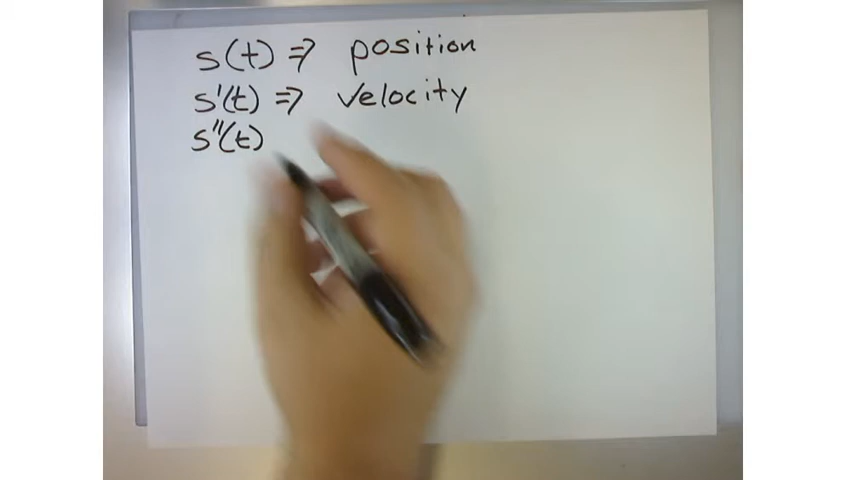 s(t) => position
s'(t) => velocity
s"(t)